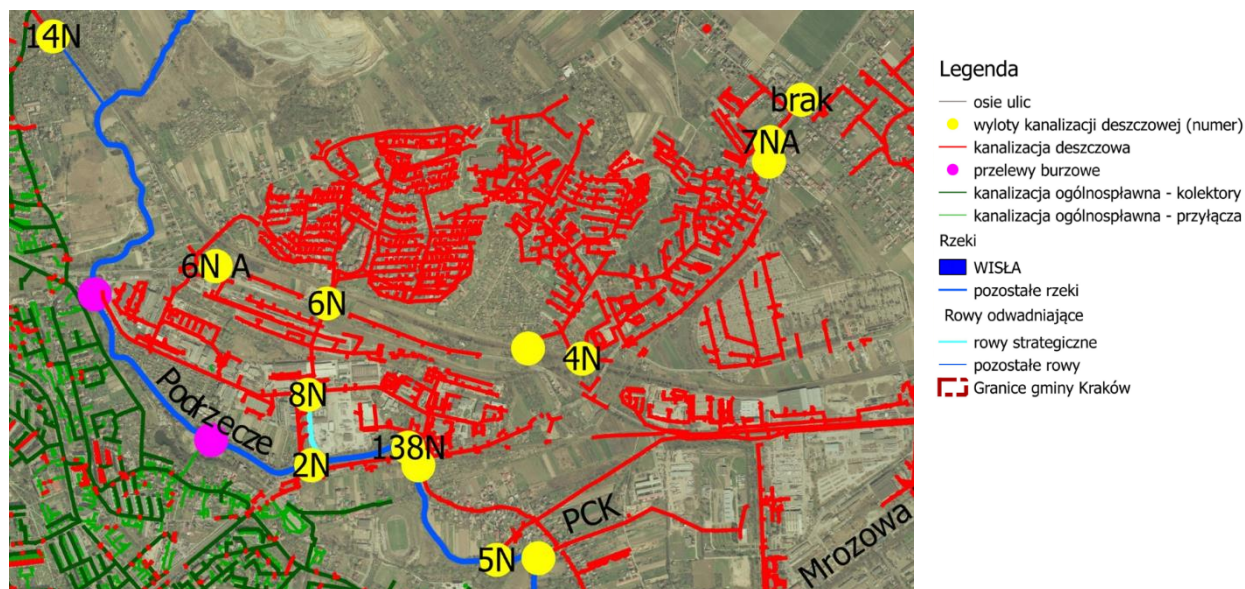 14N
brak
7NA
6N A
6N
4N
8N
Podrzecze
138N
2N
PCK
5N
Mrozowa
Legenda
osie ulic
wyloty kanalizacji deszczowej (numer)
kanalizacja deszczowa
przelewy burzowe
kanalizacja ogólnospławna - kolektory
kanalizacja ogólnospławna - przyłącza
Rzeki
WISŁA
pozostałe rzeki
Rowy odwadniające
rowy strategiczne
pozostałe rowy
Granice gminy Kraków